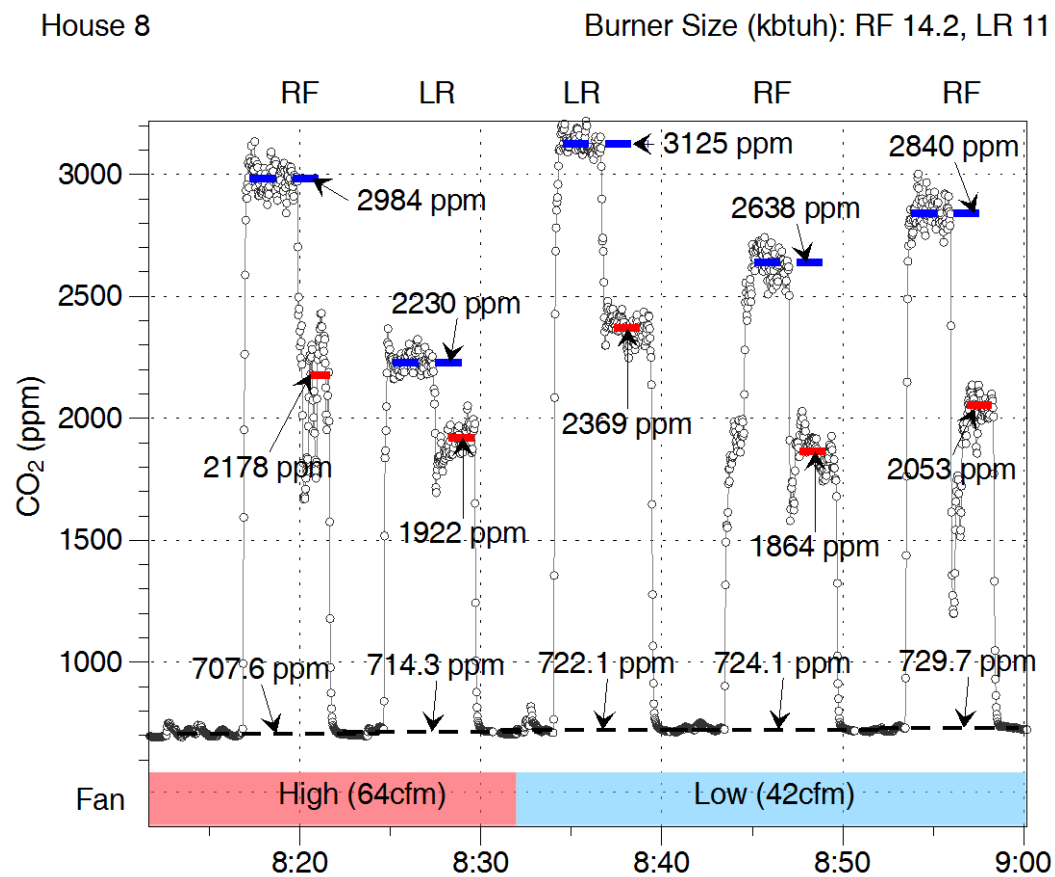 House 8
Burner Size (kbtuh): RF 14.2, LR 11
RF LR LR RF RF
3000
2500
2000
1500
1000
CO2 (ppm)
3125 ppm
2840 ppm
2984 ppm
2638 ppm
2230 ppm
2369 ppm
2178 ppm
2053 ppm
1922 ppm
1864 ppm
707.6 ppm
714.3 ppm
722.1 ppm
724.1 ppm
729.7 ppm
Fan
High (64cfm)
Low (42cfm)
8:20 8:30 8:40 8:50 9:00